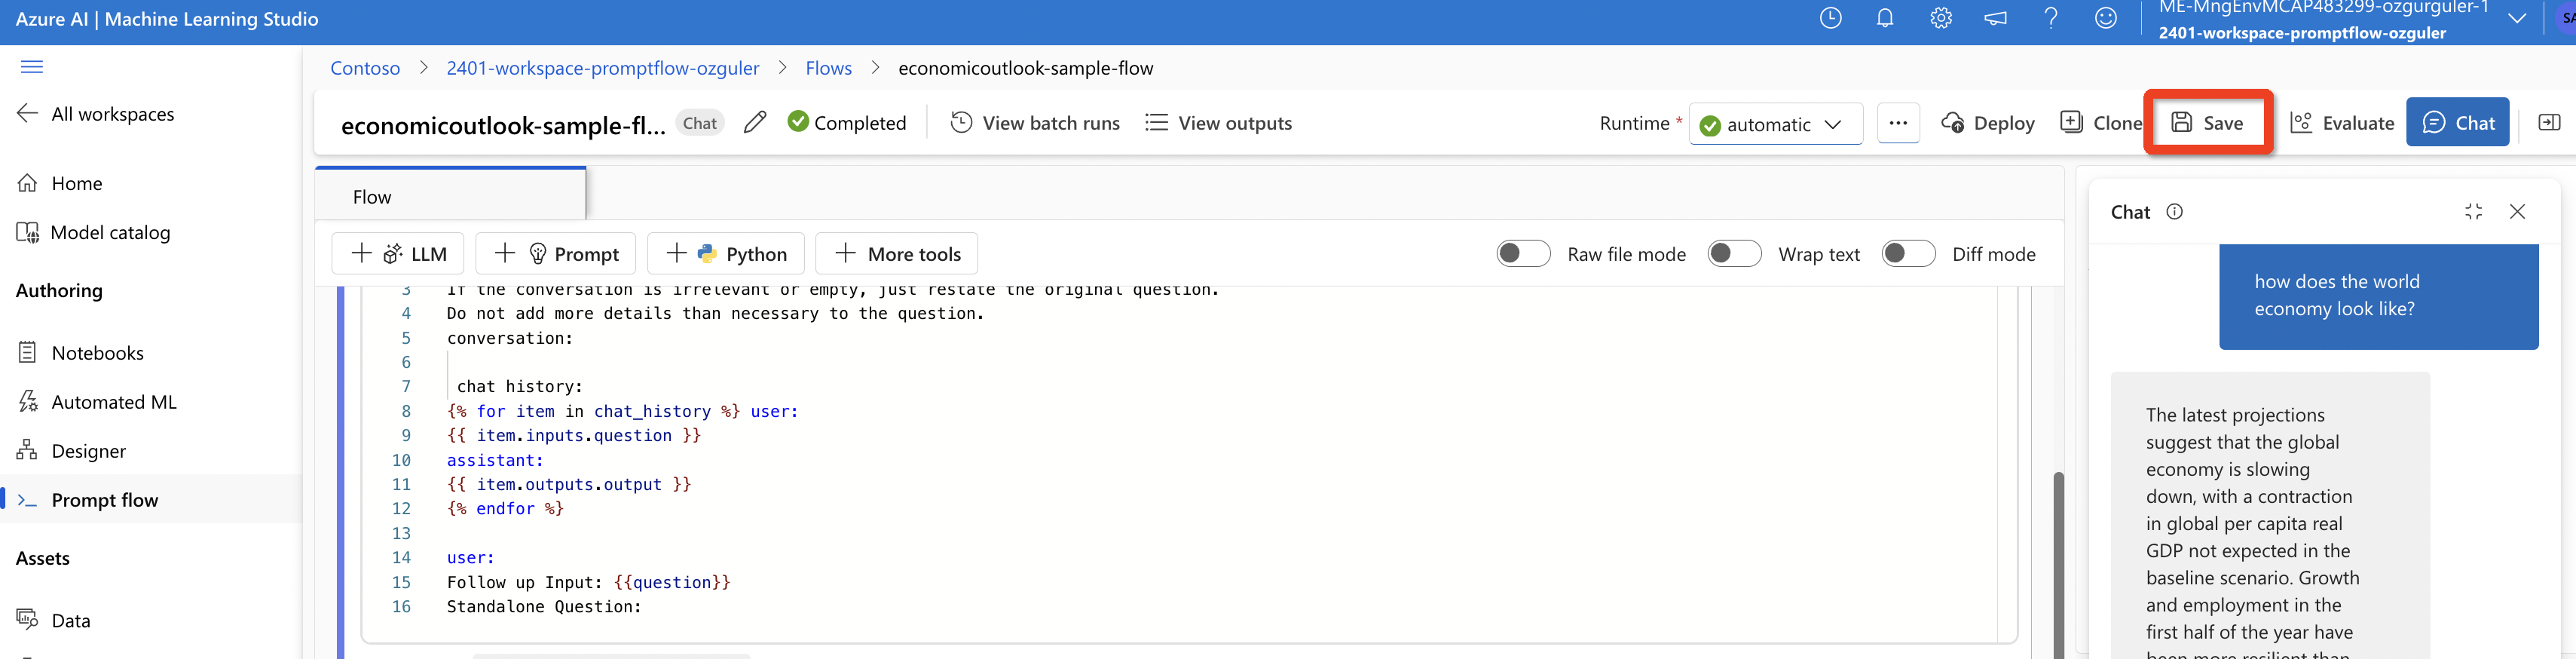 Azure AI | Machine Learning Studio
ME-MngEnvMCAP483299-ozgurguler-1
2401-workspace-promptflow-ozguler
SA
Contoso > 2401-workspace-promptflow-ozguler > Flows > economicoutlook-sample-flow
All workspaces
economicoutlook-sample-fl... Chat Completed View batch runs View outputs Runtime * automatic ... Deploy Clone Save Evaluate Chat
Home
Model catalog
Authoring
Notebooks
Automated ML
Designer
Prompt flow
Assets
Data
Flow
LLM Prompt Python More tools Raw file mode Wrap text Diff mode
3 If the conversation is irrelevant or empty, just restate the original question.
4 Do not add more details than necessary to the question.
5 conversation:
6
7 chat history:
8 {% for item in chat_history %} user:
9 {{ item.inputs.question }}
10 assistant:
11 {{ item.outputs.output }}
12 {% endfor %}
13
14 user:
15 Follow up Input: {{question}}
16 Standalone Question:
Chat
how does the world
economy look like?
The latest projections
suggest that the global
economy is slowing
down, with a contraction
in global per capita real
GDP not expected in the
baseline scenario. Growth
and employment in the
first half of the year have
been more resilient than